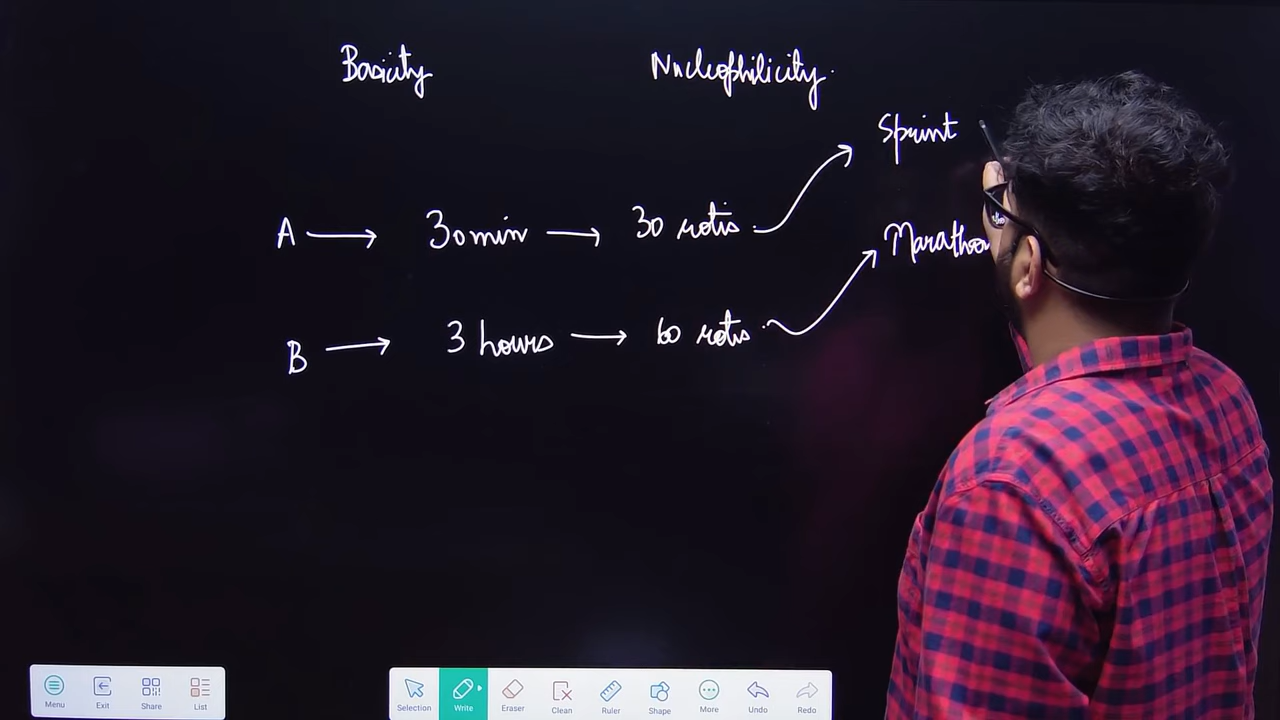 Basicity Nucleophilicity
Sprint
A → 30 min → 30 rotis
Marathon
B → 3 hours → 60 rotis
Menu Exit Share List Selection Write Eraser Clean Ruler Shape More Undo Redo